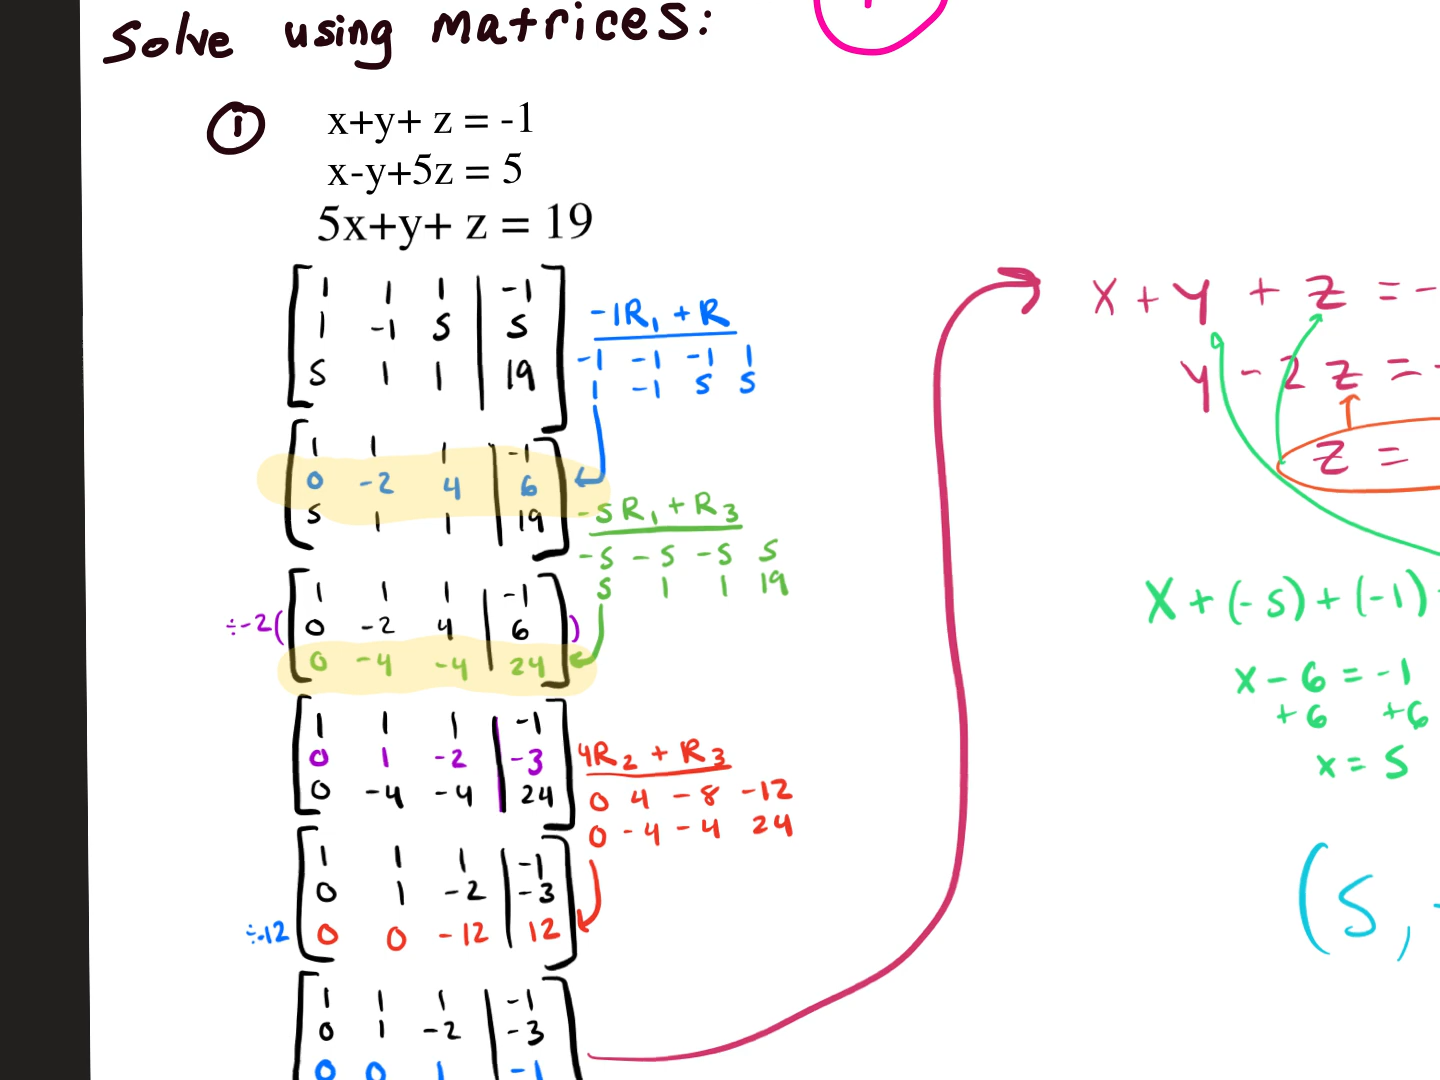 Solve using matrices:
① x+y+ z = -1
x-y+5z = 5
5x+y+ z = 19
1 1 1 | -1
1 -1 5 | 5
5 1 1 | 19
-1R₁ + R
-1 -1 -1 1
1 -1 5 5
1 1 1 | -1
0 -2 4 | 6
5 1 1 | 19
-5R₁ + R₃
-5 -5 -5 5
5 1 1 19
1 1 1 | -1
÷-2( 0 -2 4 | 6 )
0 -4 -4 | 24
1 1 1 | -1
0 1 -2 | -3
0 -4 -4 | 24
4R₂ + R₃
0 4 -8 -12
0 -4 -4 24
1 1 1 | -1
0 1 -2 | -3
÷-12 0 0 -12 | 12
1 1 1 | -1
0 1 -2 | -3
0 0 1 | -1
x + y + z = -
y - 2z = -
z =
x + (-5) + (-1)
x - 6 = -1
+6 +6
x = 5
(5, -